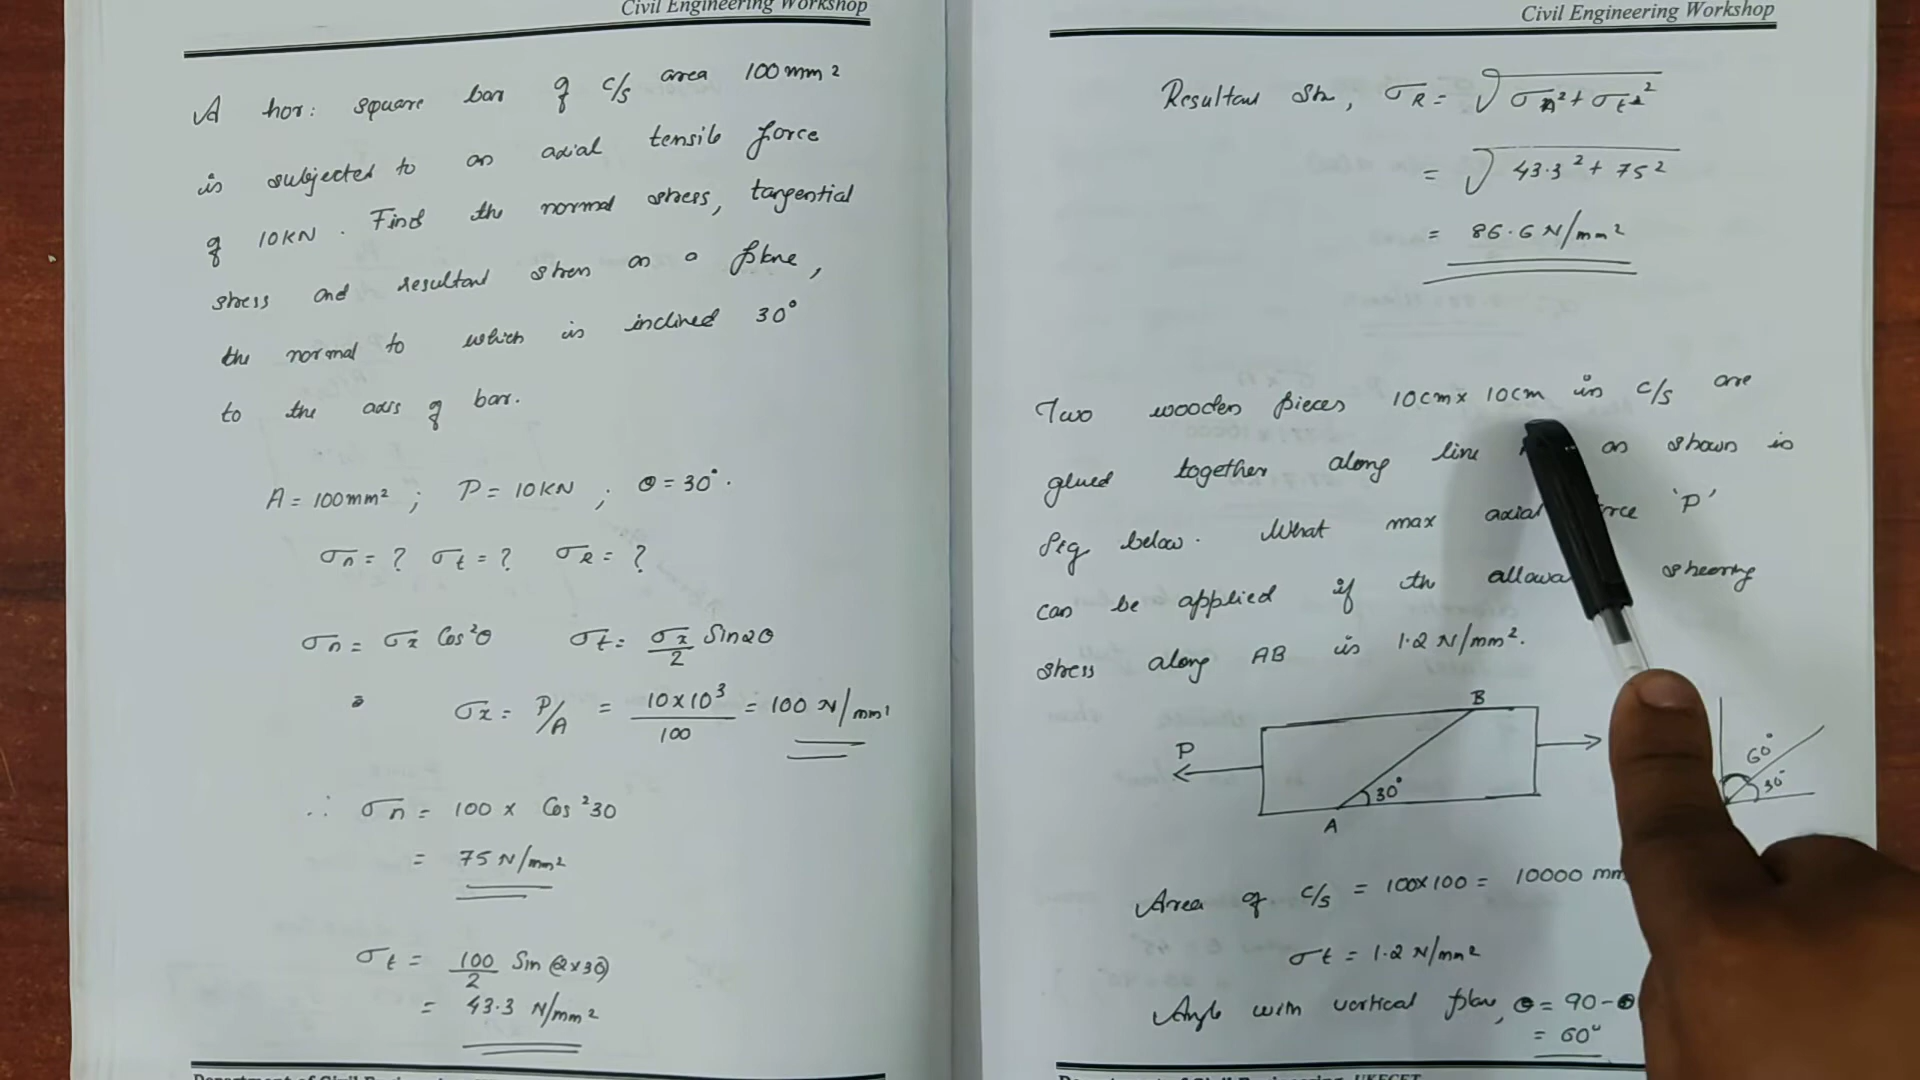 Civil Engineering Workshop
A hor: square bar of c/s area 100mm²
is subjected to an axial tensile force
of 10KN. Find the normal stress, tangential
stress and resultant stress on a plane,
the normal to which is inclined 30°
to the axis of bar.
A = 100mm² ; P = 10KN ; θ = 30°.
σn = ? σt = ? σR = ?
σn = σx Cos²θ σt = σx/2 Sin2θ
σx = P/A = 10×10³/100 = 100 N/mm²
∴ σn = 100 × Cos²30
= 75 N/mm²
σt = 100/2 Sin(2×30)
= 43.3 N/mm²
Civil Engineering Workshop
Resultant Str, σR = √σn²+σt²
= √43.3²+75²
= 86.6 N/mm²
Two wooden pieces 10cm× 10cm in c/s are
glued together along line as shown in
fig below. What max axial 'P'
can be applied if the shearing
stress along AB is 1.2 N/mm².
B
P
60°
30°
30°
A
Area of c/s = 100×100 = 10000
σt = 1.2 N/mm²
Angle with vertical plane, θ = 90-θ
= 60°